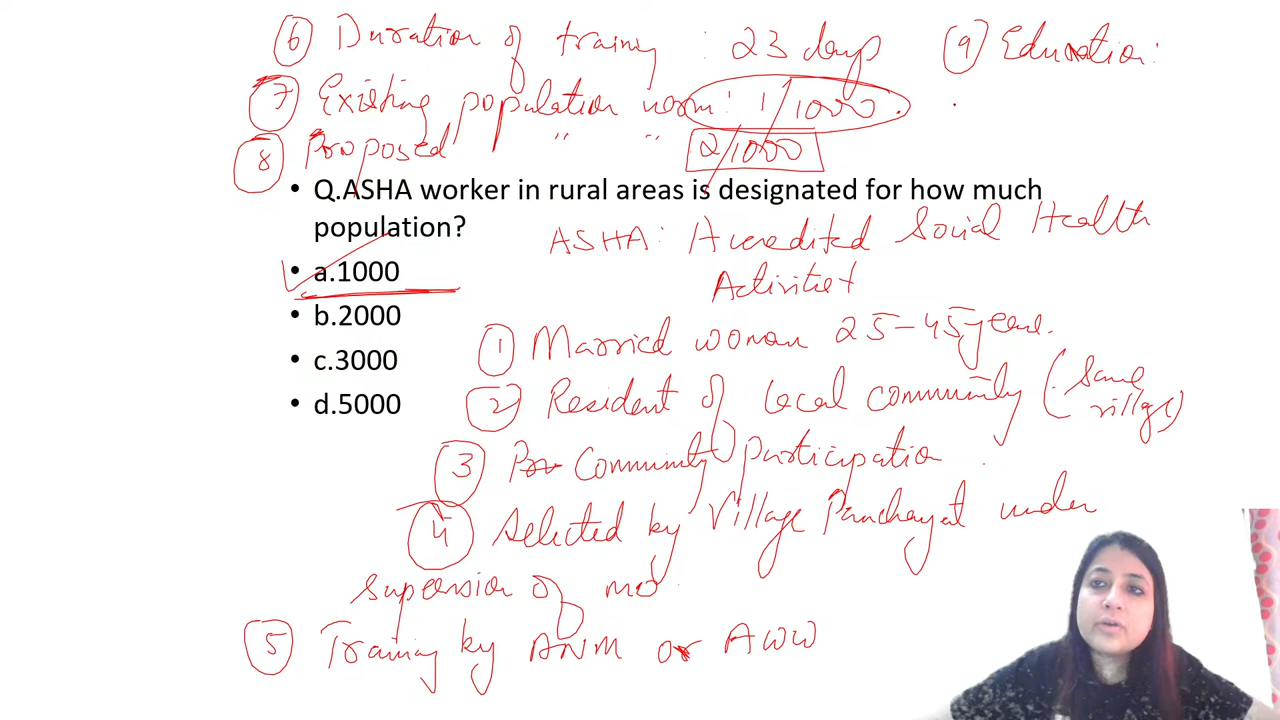 6 Duration of training : 23 days
9 Education:
7 Existing population norm: 1/1000.
8 Proposed " " 2/1000
• Q.ASHA worker in rural areas is designated for how much
population?
ASHA: Accredited Social Health
Activities+
• a.1000
• b.2000
• c.3000
• d.5000
1 Married woman 25-45 years.
2 Resident of local community (same
village)
3 Community Participation
4 Selected by Village Panchayat under
supervision of mo
5 Training by ANM or AWW